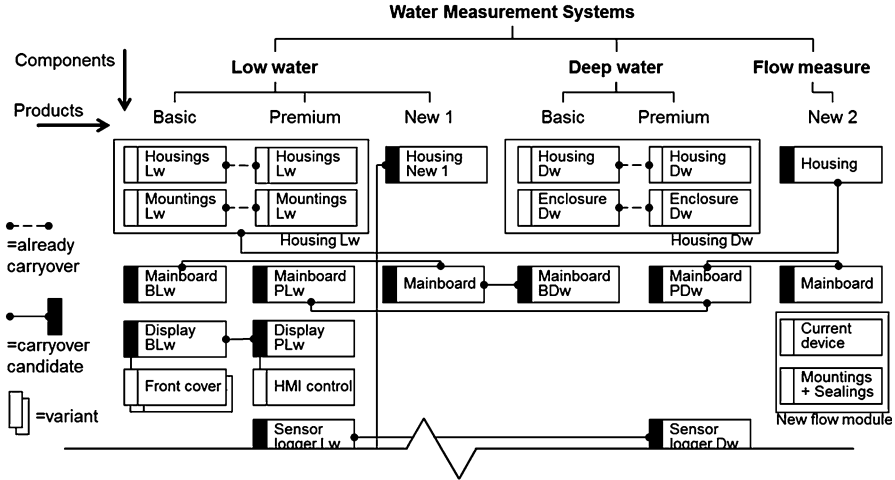 Water Measurement Systems
Components
Low water
Deep water
Flow measure
Products
Basic
Premium
New 1
Basic
Premium
New 2
Housings
Lw
Housings
Lw
Housing
New 1
Housing
Dw
Housing
Dw
Housing
Mountings
Lw
Mountings
Lw
Enclosure
Dw
Enclosure
Dw
Housing Lw
Housing Dw
=already
carryover
Mainboard
BLw
Mainboard
PLw
Mainboard
Mainboard
BDw
Mainboard
PDw
Mainboard
=carryover
candidate
Display
BLw
Display
PLw
Current
device
Front cover
HMI control
Mountings
+ Sealings
=variant
New flow module
Sensor
logger Lw
Sensor
logger Dw